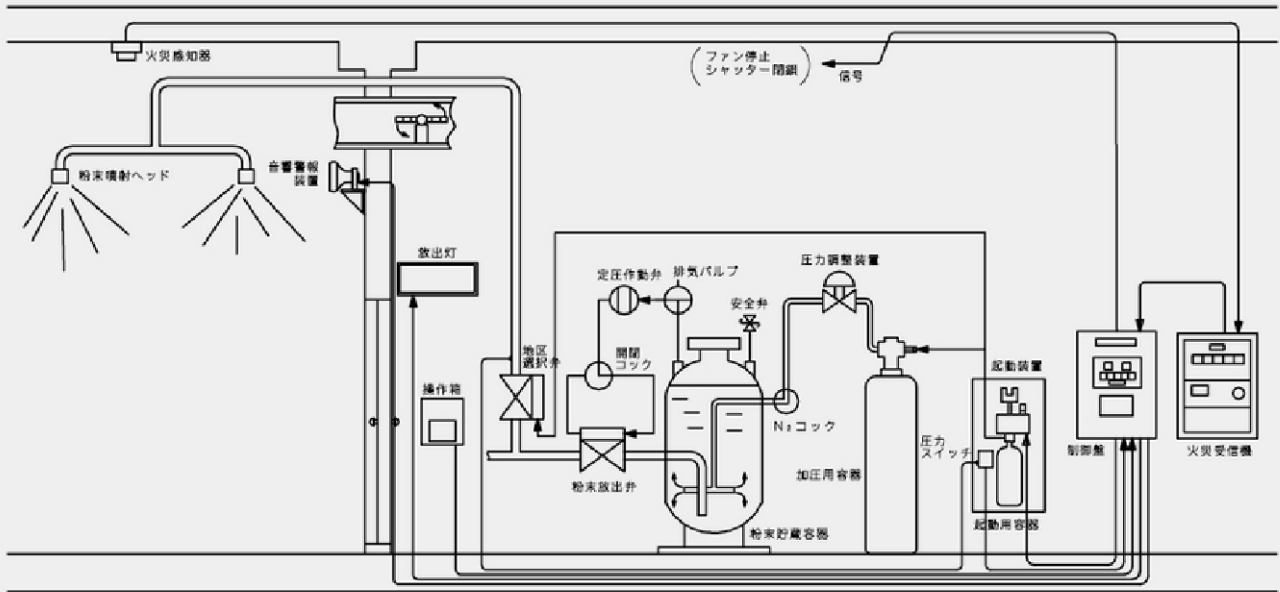 火災感知器
ファン停止
シャッター閉鎖
信号
粉末噴射ヘッド
音響警報
装置
放出灯
定圧作動弁
排気バルブ
圧力調整装置
安全弁
地区
選択弁
開閉
コック
起動装置
操作箱
N₂コック
圧力
スイッチ
制御盤
火災受信機
加圧用容器
粉末放出弁
起動用容器
粉末貯蔵容器